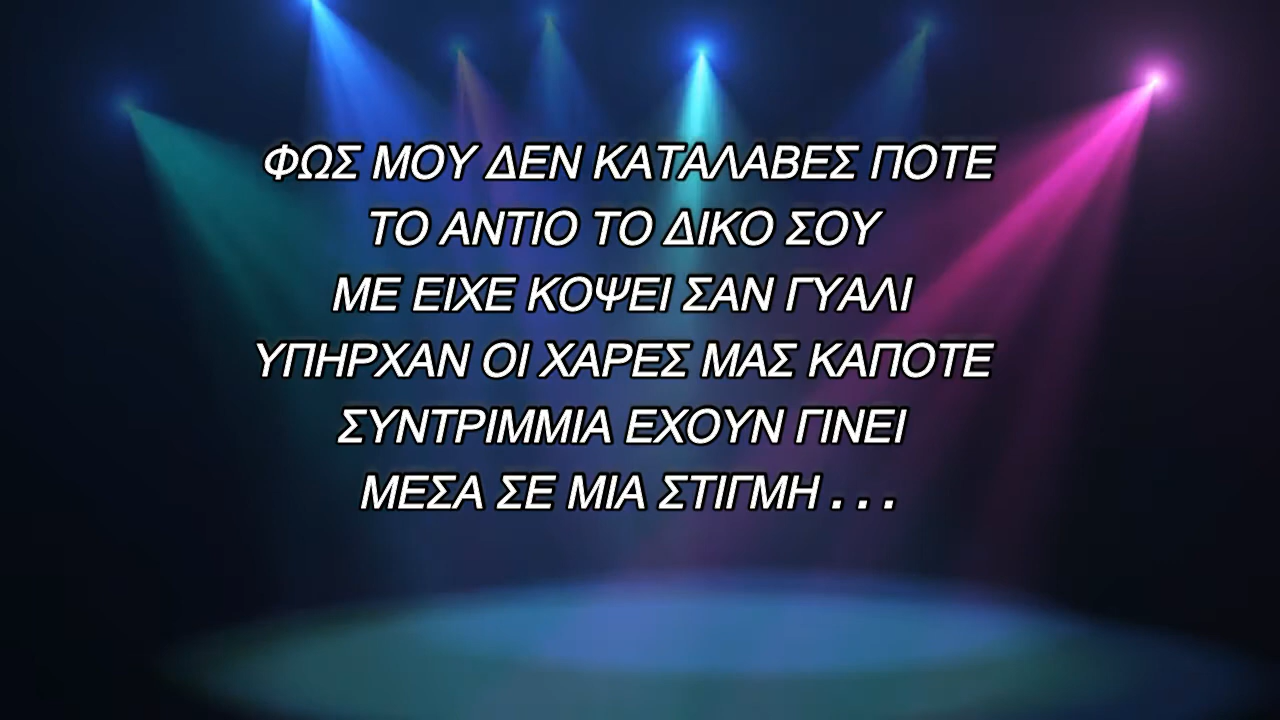 ΦΩΣ ΜΟΥ ΔΕΝ ΚΑΤΑΛΑΒΕΣ ΠΟΤΕ
ΤΟ ΑΝΤΙΟ ΤΟ ΔΙΚΟ ΣΟΥ
ΜΕ ΕΙΧΕ ΚΟΨΕΙ ΣΑΝ ΓΥΑΛΙ
ΥΠΗΡΧΑΝ ΟΙ ΧΑΡΕΣ ΜΑΣ ΚΑΠΟΤΕ
ΣΥΝΤΡΙΜΜΙΑ ΕΧΟΥΝ ΓΙΝΕΙ
ΜΕΣΑ ΣΕ ΜΙΑ ΣΤΙΓΜΗ . . .